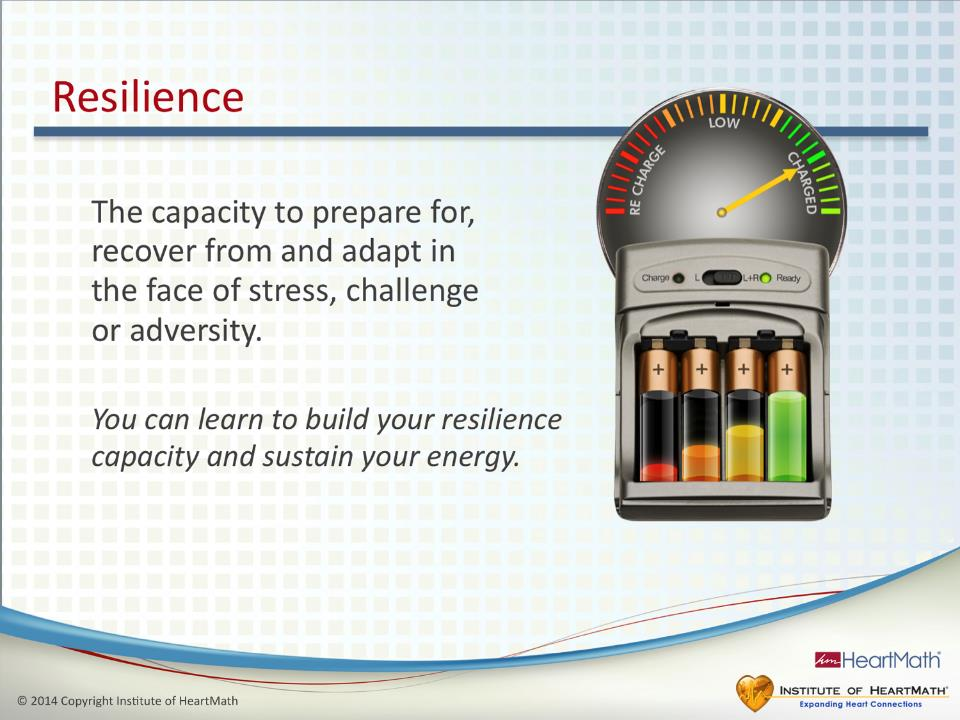 Resilience
LOW
RE CHARGE
CHARGED
The capacity to prepare for,
recover from and adapt in
the face of stress, challenge
or adversity.
Charge
L
L+R
Ready
+ + + +
You can learn to build your resilience
capacity and sustain your energy.
hm HeartMath®
© 2014 Copyright Institute of HeartMath
INSTITUTE OF HEARTMATH®
Expanding Heart Connections